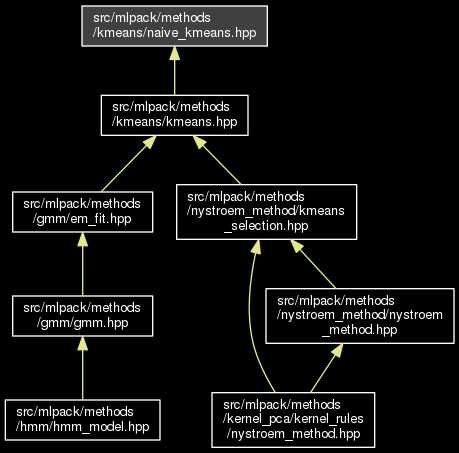 src/mlpack/methods
/kmeans/naive_kmeans.hpp
src/mlpack/methods
/kmeans/kmeans.hpp
src/mlpack/methods
/gmm/em_fit.hpp
src/mlpack/methods
/nystroem_method/kmeans
_selection.hpp
src/mlpack/methods
/gmm/gmm.hpp
src/mlpack/methods
/nystroem_method/nystroem
_method.hpp
src/mlpack/methods
/hmm/hmm_model.hpp
src/mlpack/methods
/kernel_pca/kernel_rules
/nystroem_method.hpp